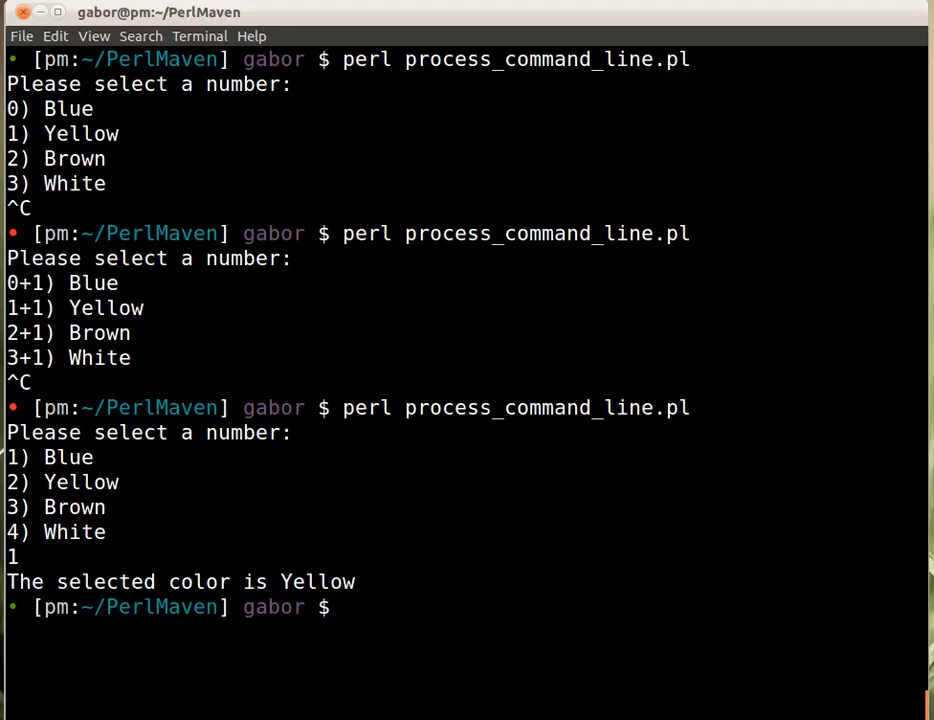 gabor@pm:~/PerlMaven
File Edit View Search Terminal Help
• [pm:~/PerlMaven] gabor $ perl process_command_line.pl
Please select a number:
0) Blue
1) Yellow
2) Brown
3) White
^C
• [pm:~/PerlMaven] gabor $ perl process_command_line.pl
Please select a number:
0+1) Blue
1+1) Yellow
2+1) Brown
3+1) White
^C
• [pm:~/PerlMaven] gabor $ perl process_command_line.pl
Please select a number:
1) Blue
2) Yellow
3) Brown
4) White
1
The selected color is Yellow
• [pm:~/PerlMaven] gabor $